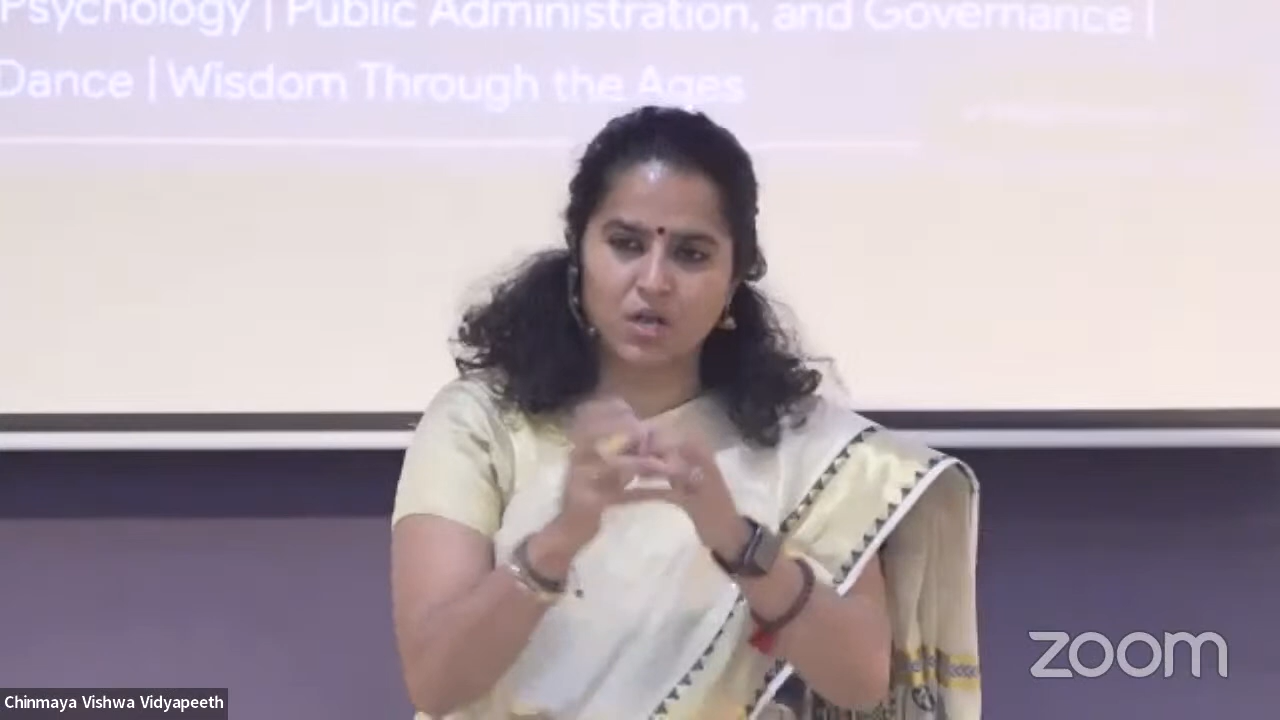 Psychology | Public Administration, and Governance |
Dance | Wisdom Through the Ages
zoom
Chinmaya Vishwa Vidyapeeth